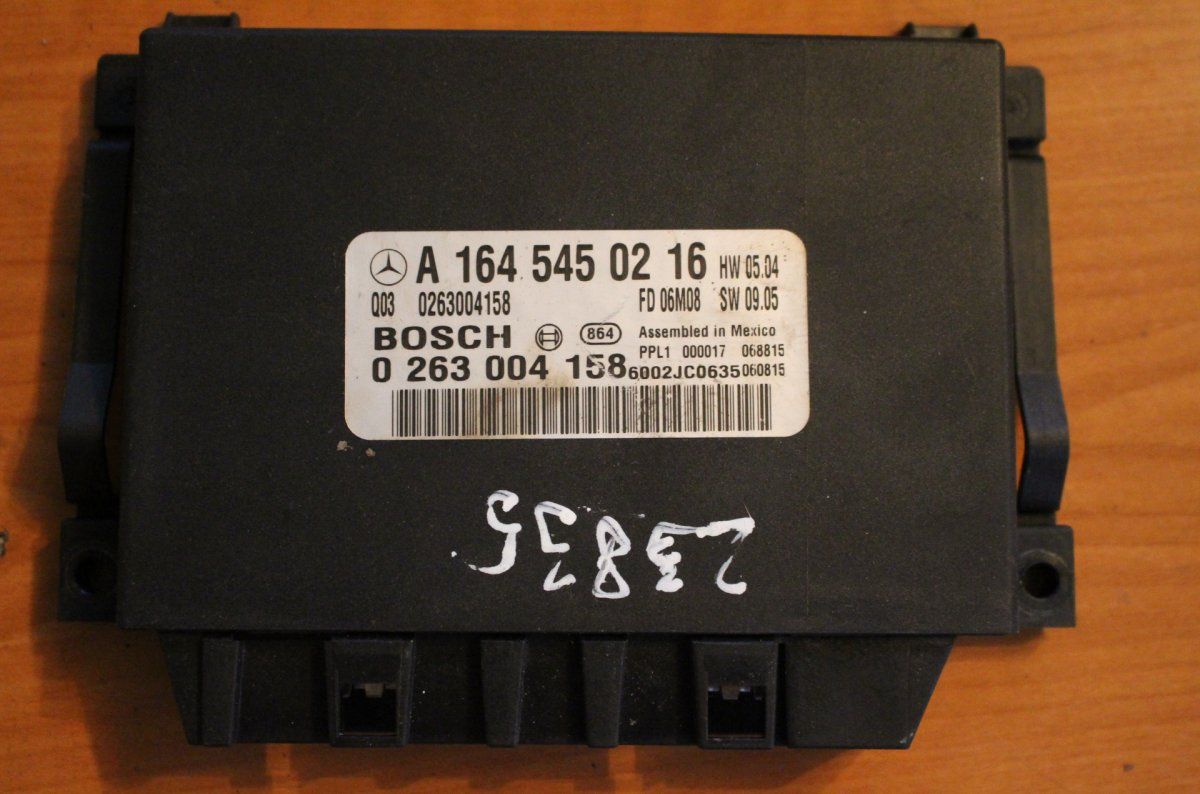 A 164 545 02 16 HW 05.04
Q03 0263004158 FD 06M08 SW 09.05
BOSCH 864 Assembled in Mexico
PPL1 000017 068815
0 263 004 158 6002JC0635 060815